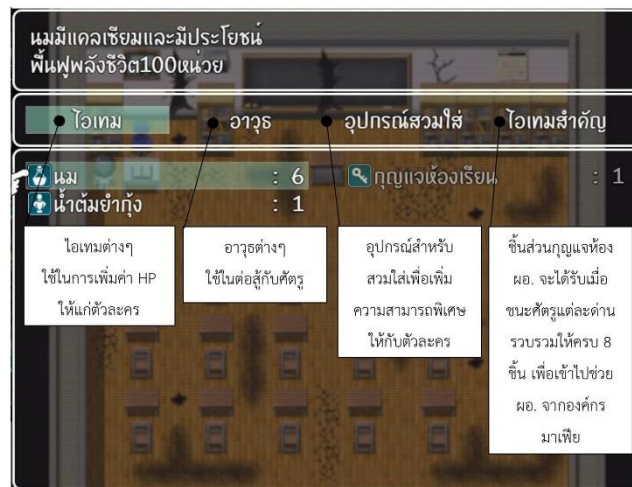 นมมีแคลเซียมและมีประโยชน์
พื้นฟูพลังชีวิต100หน่วย
ไอเทม
อาวุธ
อุปกรณ์สวมใส่
ไอเทมสำคัญ
นม : 6
กุญแจห้องเรียน : 1
น้ำต้มยำกุ้ง : 1
ไอเทมต่างๆ
ใช้ในการเพิ่มค่า HP
ให้แก่ตัวละคร
อาวุธต่างๆ
ใช้ในต่อสู้กับศัตรู
อุปกรณ์สำหรับ
สวมใส่เพื่อเพิ่ม
ความสามารถพิเศษ
ให้กับตัวละคร
ชิ้นส่วนกุญแจห้อง
ผอ. จะได้รับเมื่อ
ชนะศัตรูแต่ละด่าน
รวบรวมให้ครบ 8
ชิ้น เพื่อเข้าไปช่วย
ผอ. จากองค์กร
มาเฟีย